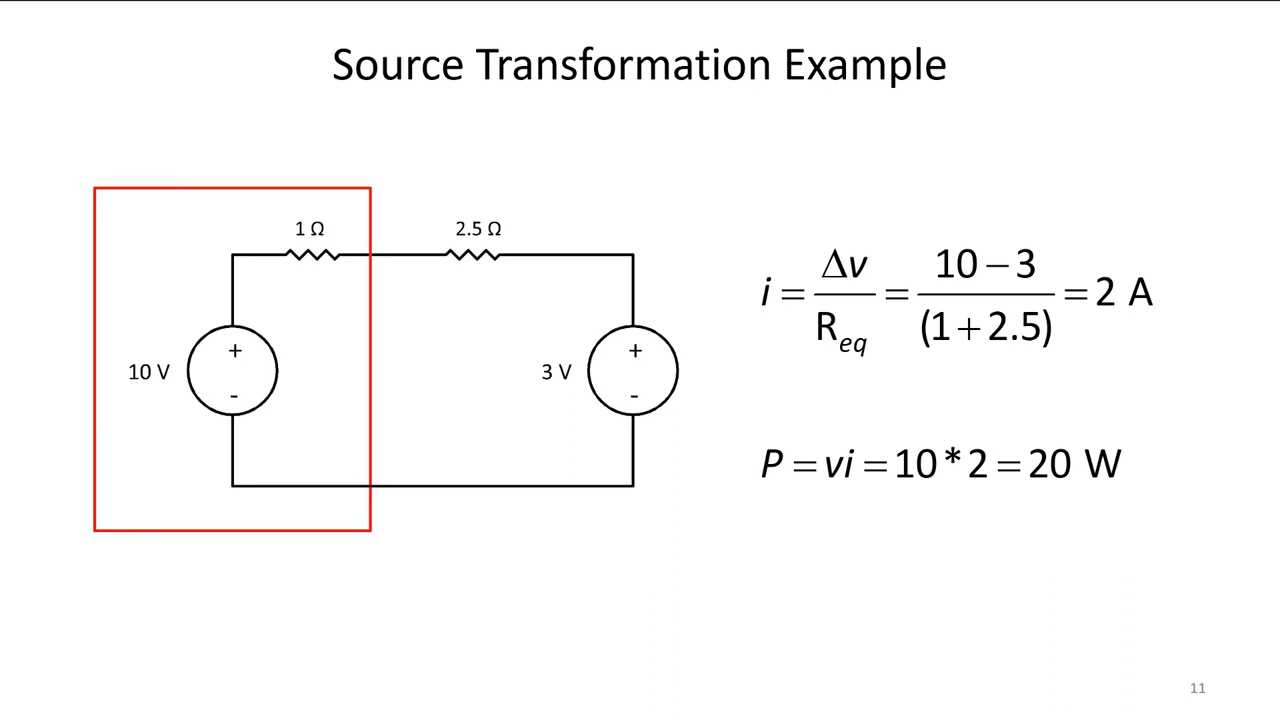 Source Transformation Example
1 Ω
2.5 Ω
10 V
+
-
3 V
+
-
i = Δv / R_eq = 10 − 3 / (1 + 2.5) = 2 A
P = vi = 10 * 2 = 20 W
11